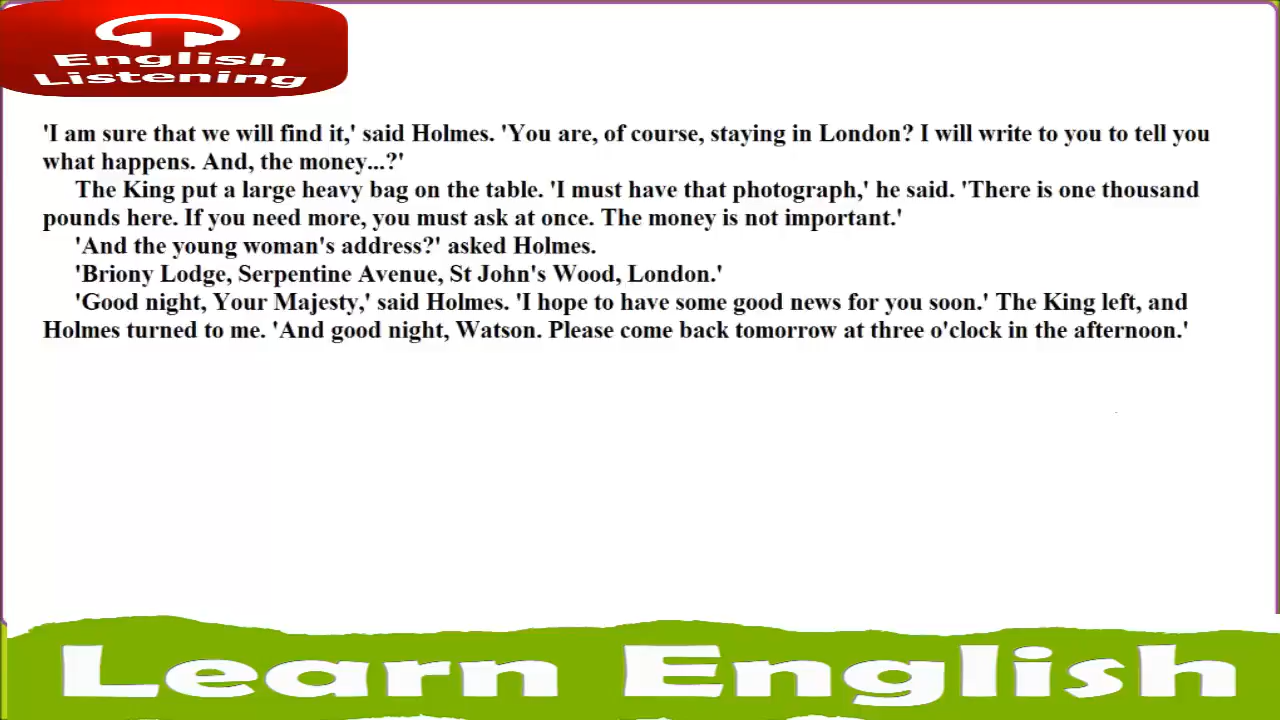 English
Listening
'I am sure that we will find it,' said Holmes. 'You are, of course, staying in London? I will write to you to tell you
what happens. And, the money...?'
The King put a large heavy bag on the table. 'I must have that photograph,' he said. 'There is one thousand
pounds here. If you need more, you must ask at once. The money is not important.'
'And the young woman's address?' asked Holmes.
'Briony Lodge, Serpentine Avenue, St John's Wood, London.'
'Good night, Your Majesty,' said Holmes. 'I hope to have some good news for you soon.' The King left, and
Holmes turned to me. 'And good night, Watson. Please come back tomorrow at three o'clock in the afternoon.'
Learn English